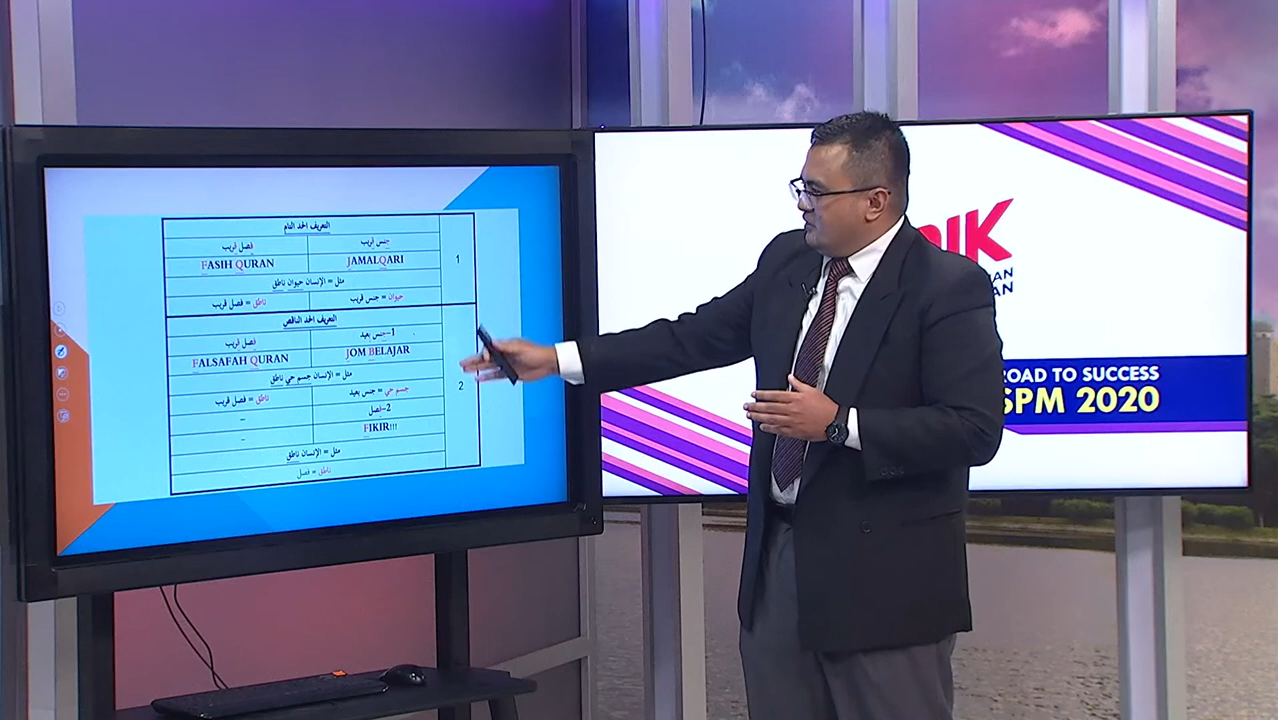 التعريف الحد التام
جنس قريب
فصل قريب
JAMALQARI
FASIH QURAN
1
مثل = الإنسان حيوان ناطق
حيوان = جنس قريب
ناطق = فصل قريب
التعريف الحد الناقص
1–جنس بعيد
فصل قريب
JOM BELAJAR
FALSAFAH QURAN
2
مثل = الإنسان جسم حي ناطق
جسم حي = جنس بعيد
ناطق = فصل قريب
2–فصل
–
FIKIR!!!
–
مثل = الإنسان ناطق
ناطق = فصل
ROAD TO SUCCESS
SPM 2020